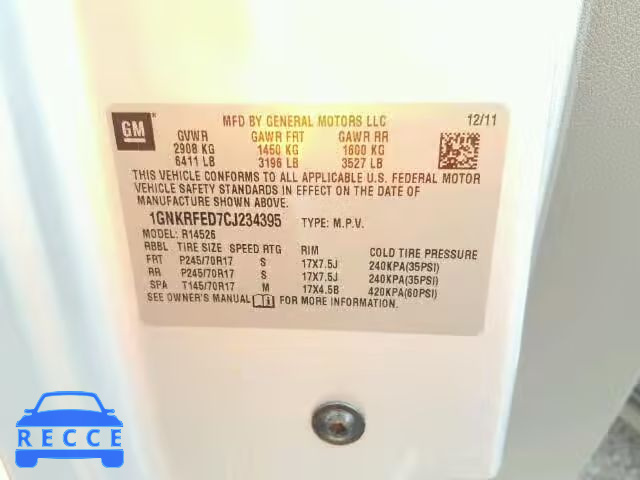 GM
MFD BY GENERAL MOTORS LLC 12/11
GVWR GAWR FRT GAWR RR
2908 KG 1450 KG 1600 KG
6411 LB 3196 LB 3527 LB
THIS VEHICLE CONFORMS TO ALL APPLICABLE U.S. FEDERAL MOTOR
VEHICLE SAFETY STANDARDS IN EFFECT ON THE DATE OF
MANUFACTURE SHOWN ABOVE.
1GNKRFED7CJ234395 TYPE: M.P.V.
MODEL: R14526
RBBL TIRE SIZE SPEED RTG RIM COLD TIRE PRESSURE
FRT P245/70R17 S 17X7.5J 240KPA(35PSI)
RR P245/70R17 S 17X7.5J 240KPA(35PSI)
SPA T145/70R17 M 17X4.5B 420KPA(60PSI)
SEE OWNER'S MANUAL FOR MORE INFORMATION
RECCE